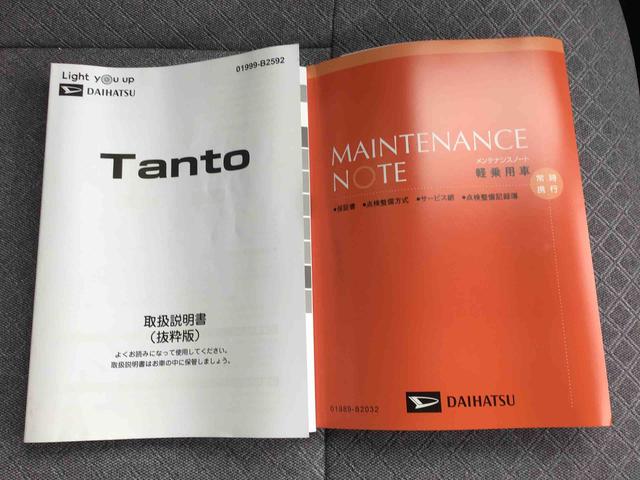 01999-B2592
Light you up
DAIHATSU
Tanto
取扱説明書
（抜粋版）
よくお読みになって使用してください。
取扱説明書はお車の中に保管しましょう。
MAINTENANCE
NOTE
メンテナンスノート
軽乗用車
常時
携行
●保証書 ●点検整備方式 ●サービス網 ●点検整備記録簿
01989-B2032
DAIHATSU